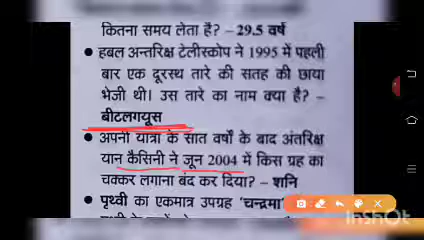 कितना समय लेता है? – 29.5 वर्ष
• हबल अन्तरिक्ष टेलीस्कोप ने 1995 में पहली
बार एक दूरस्थ तारे की सतह की छाया
भेजी थी। उस तारे का नाम क्या है? –
बीटलगयूस
• अपनी यात्रा के सात वर्षों के बाद अंतरिक्ष
यान कैसिनी ने जून 2004 में किस ग्रह का
चक्कर लगाना बंद कर दिया? – शनि
• पृथ्वी का एकमात्र उपग्रह 'चन्द्रमा'
InShOt